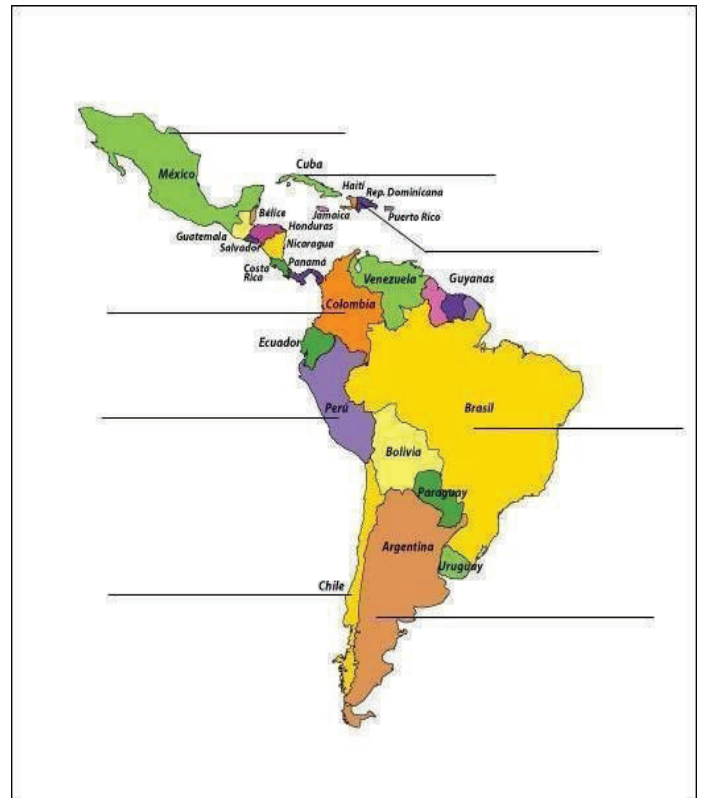 Cuba
México
Haití
Rep. Dominicana
Bélice
Jamaica
Puerto Rico
Honduras
Guatemala
Salvador
Nicaragua
Costa
Rica
Panamá
Venezuela
Guyanas
Colombia
Ecuador
Perú
Brasil
Bolivia
Paraguay
Argentina
Uruguay
Chile